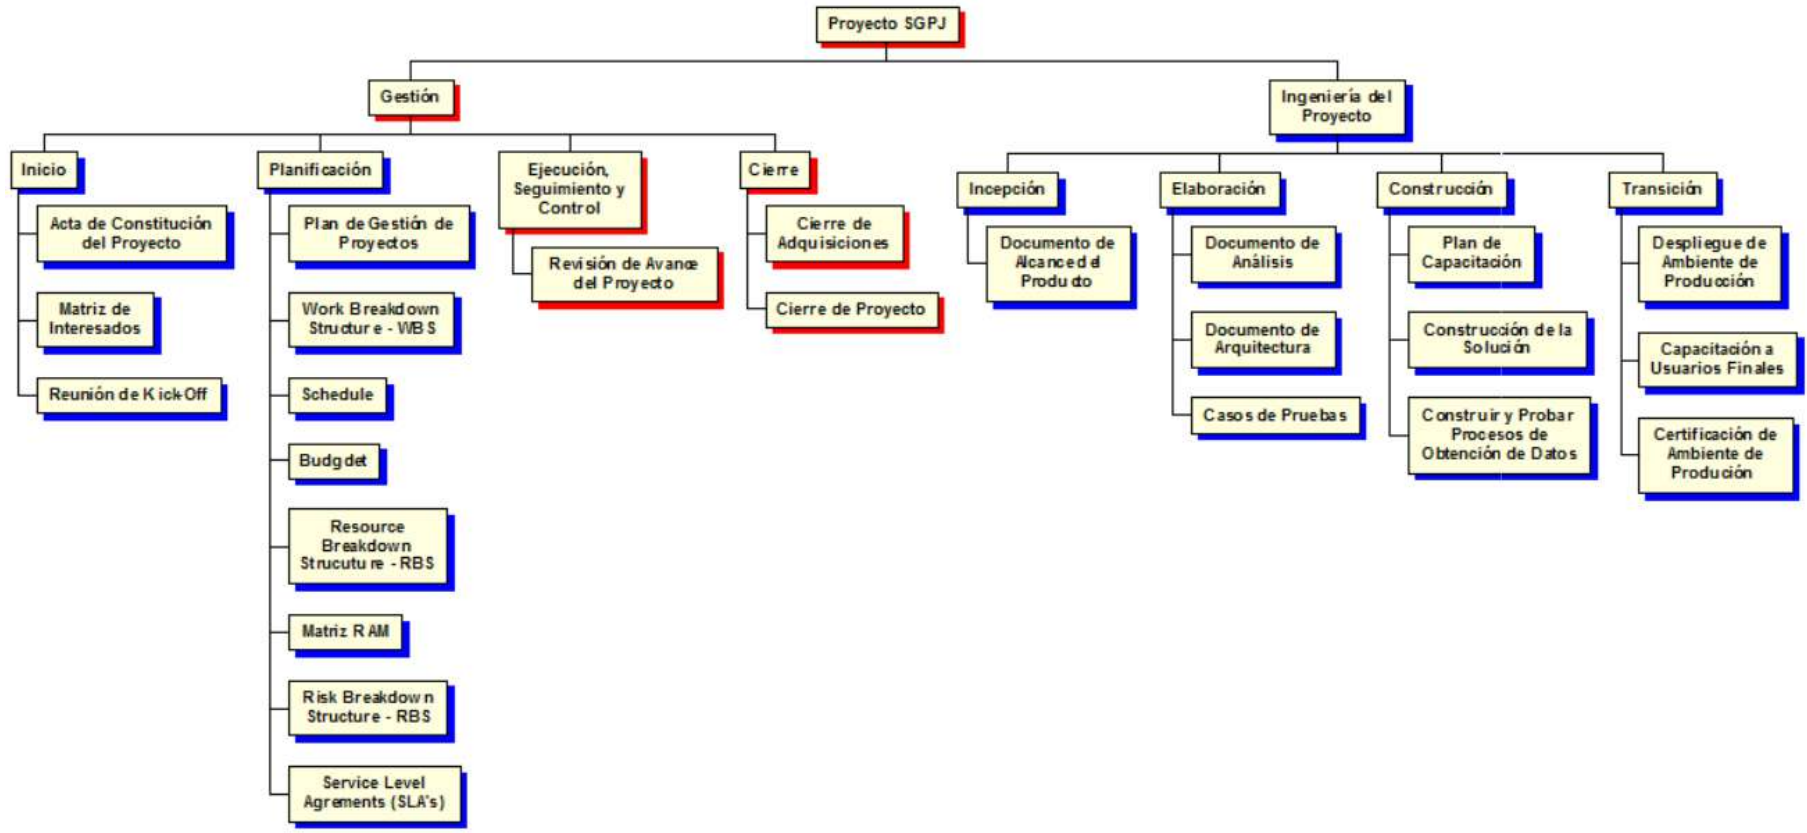 Proyecto SGPJ
Gestión
Ingeniería del
Proyecto
Inicio
Acta de Constitución
del Proyecto
Matriz de
Interesados
Reunión de Kick-Off
Planificación
Plan de Gestión de
Proyectos
Work Breakdown
Structure - WBS
Schedule
Budgdet
Resource
Breakdown
Strucuture - RBS
Matriz RAM
Risk Breakdown
Structure - RBS
Service Level
Agrements (SLA's)
Ejecución,
Seguimiento y
Control
Revisión de Avance
del Proyecto
Cierre
Cierre de
Adquisiciones
Cierre de Proyecto
Incepción
Documento de
Alcance del
Producto
Elaboración
Documento de
Análisis
Documento de
Arquitectura
Casos de Pruebas
Construcción
Plan de
Capacitación
Construcción de la
Solución
Construir y Probar
Procesos de
Obtención de Datos
Transición
Despliegue de
Ambiente de
Producción
Capacitación a
Usuarios Finales
Certificación de
Ambiente de
Produción